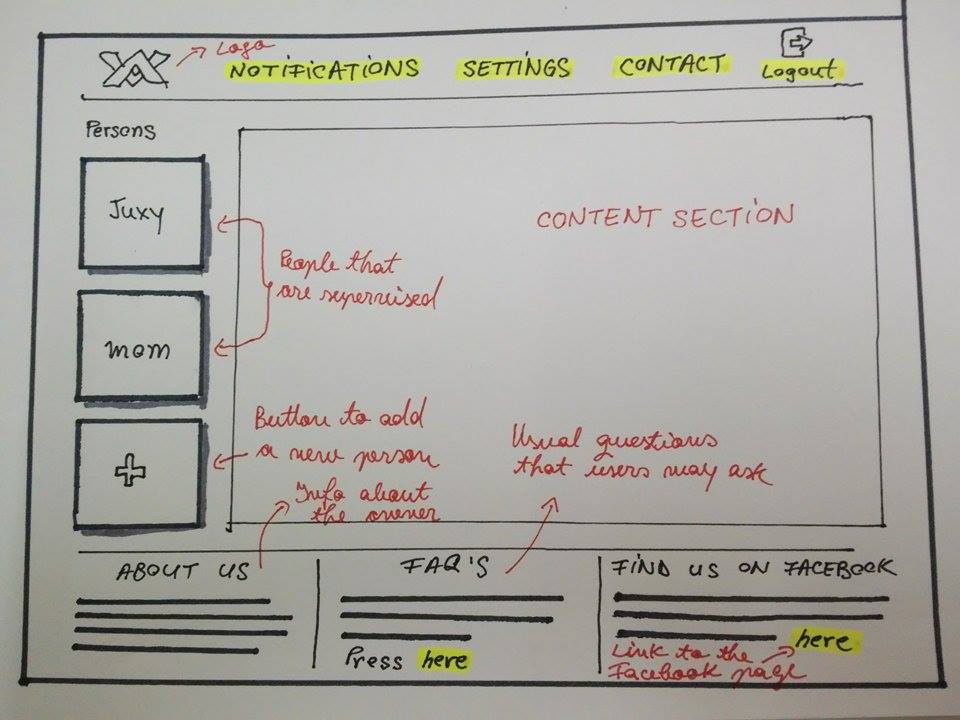 Logo
NOTIFICATIONS SETTINGS CONTACT Logout
Persons
Juxy
CONTENT SECTION
People that
are supervised
mom
Button to add
a new person
+
Usual questions
that users may ask
Info about
the owner
ABOUT US
FAQ'S
Press here
FIND US ON FACEBOOK
here
Link to the
Facebook page